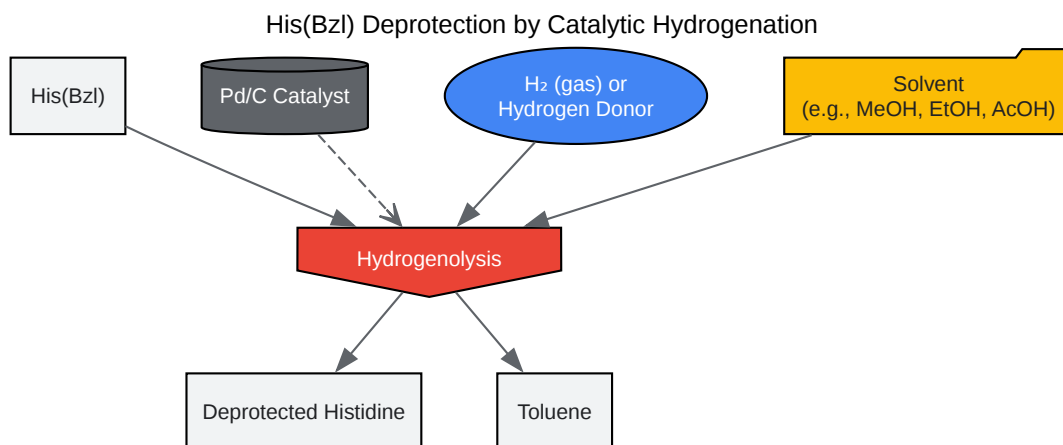 His(Bzl) Deprotection by Catalytic Hydrogenation
His(Bzl)
Pd/C Catalyst
H₂ (gas) or
Hydrogen Donor
Solvent
(e.g., MeOH, EtOH, AcOH)
Hydrogenolysis
Deprotected Histidine
Toluene